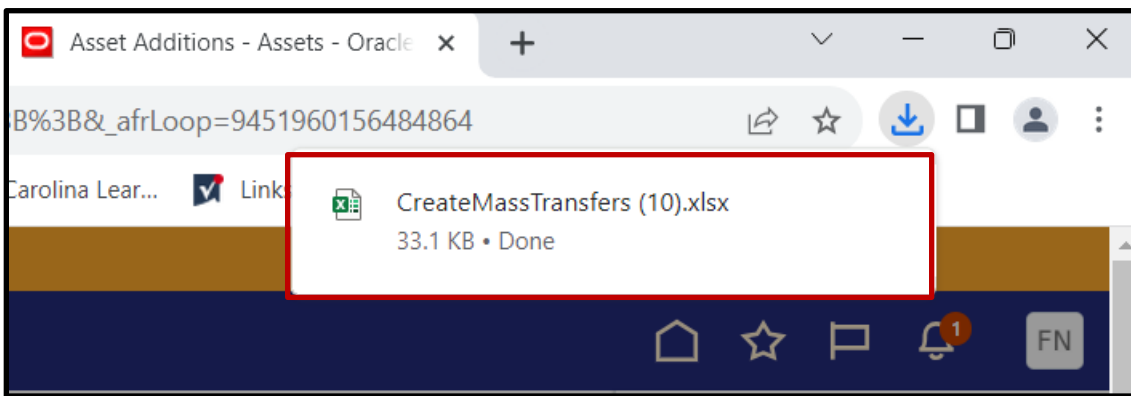 Asset Additions - Assets - Oracle
B%3B&_afrLoop=9451960156484864
Carolina Lear...
Links
CreateMassTransfers (10).xlsx
33.1 KB • Done
1
FN